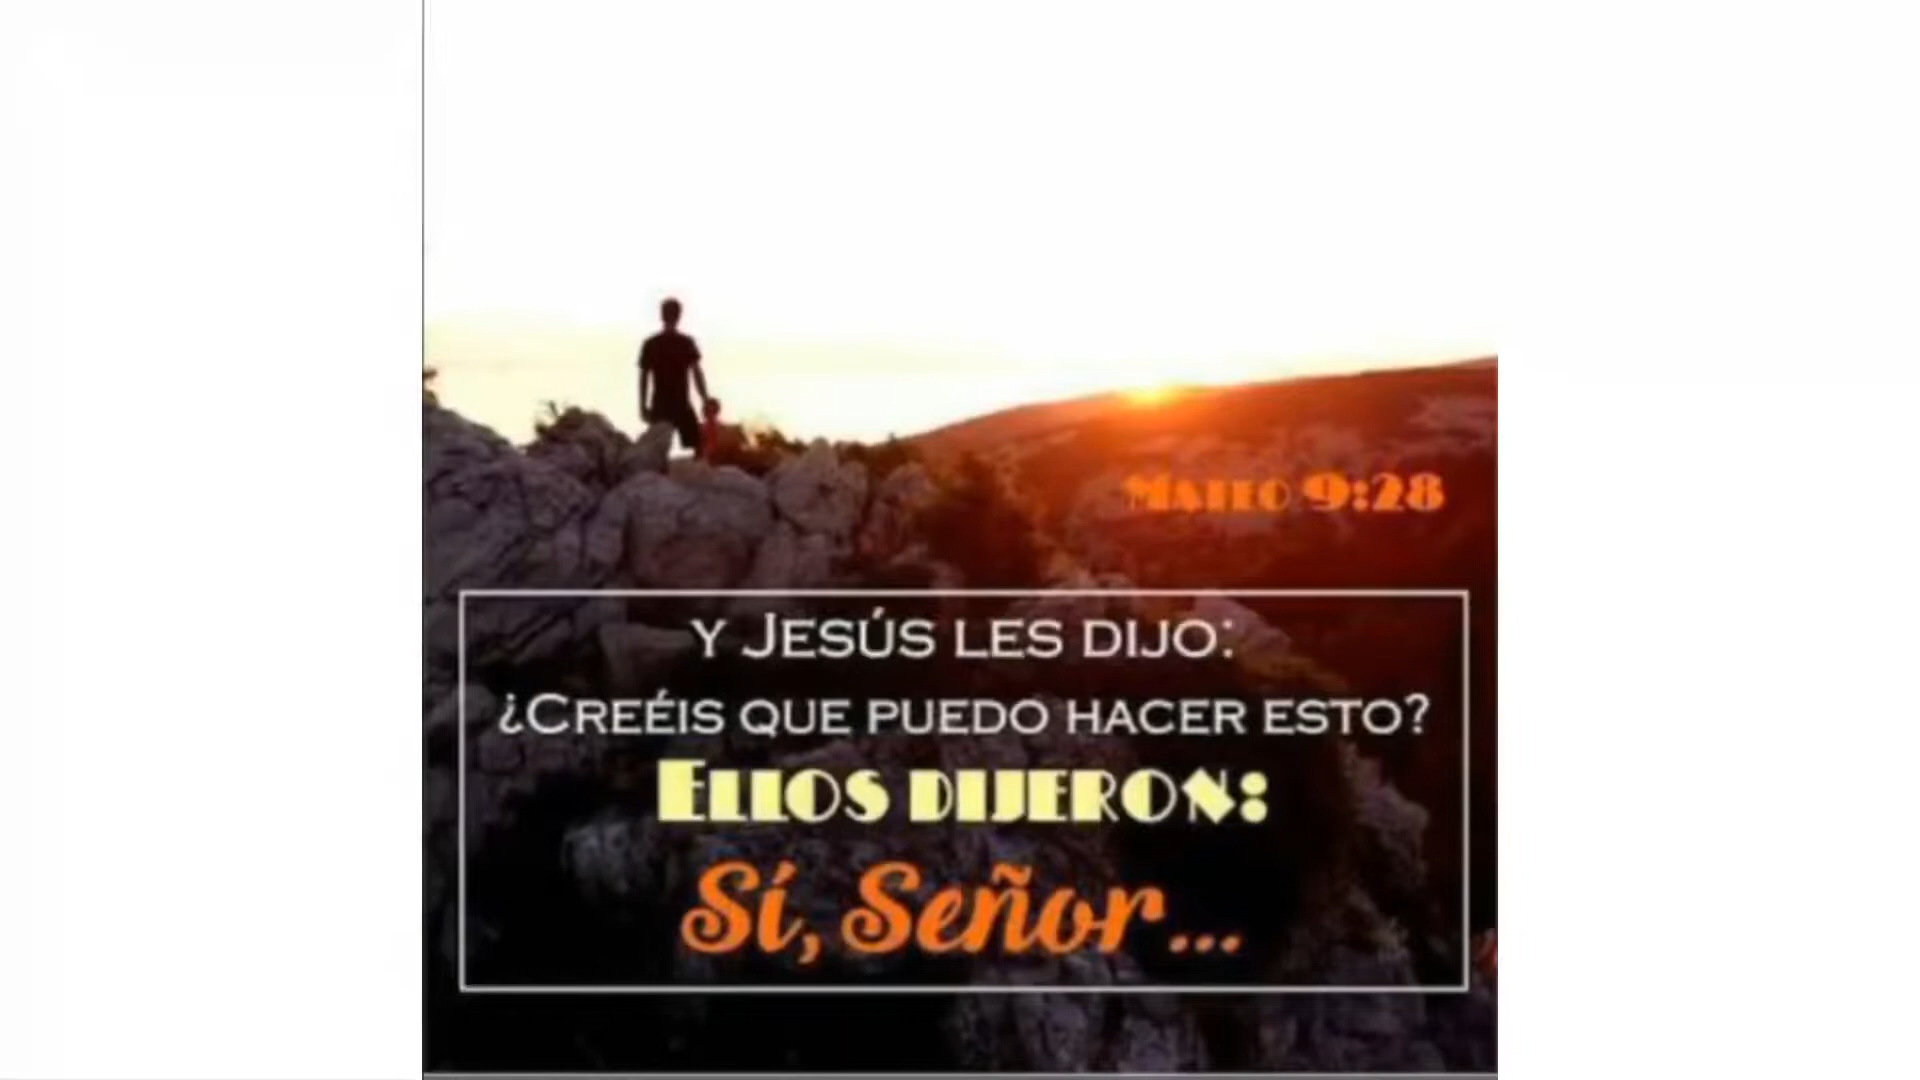 Mateo 9:28
y Jesús les dijo:
¿Creéis que puedo hacer esto?
Ellos dijeron:
Sí, Señor...